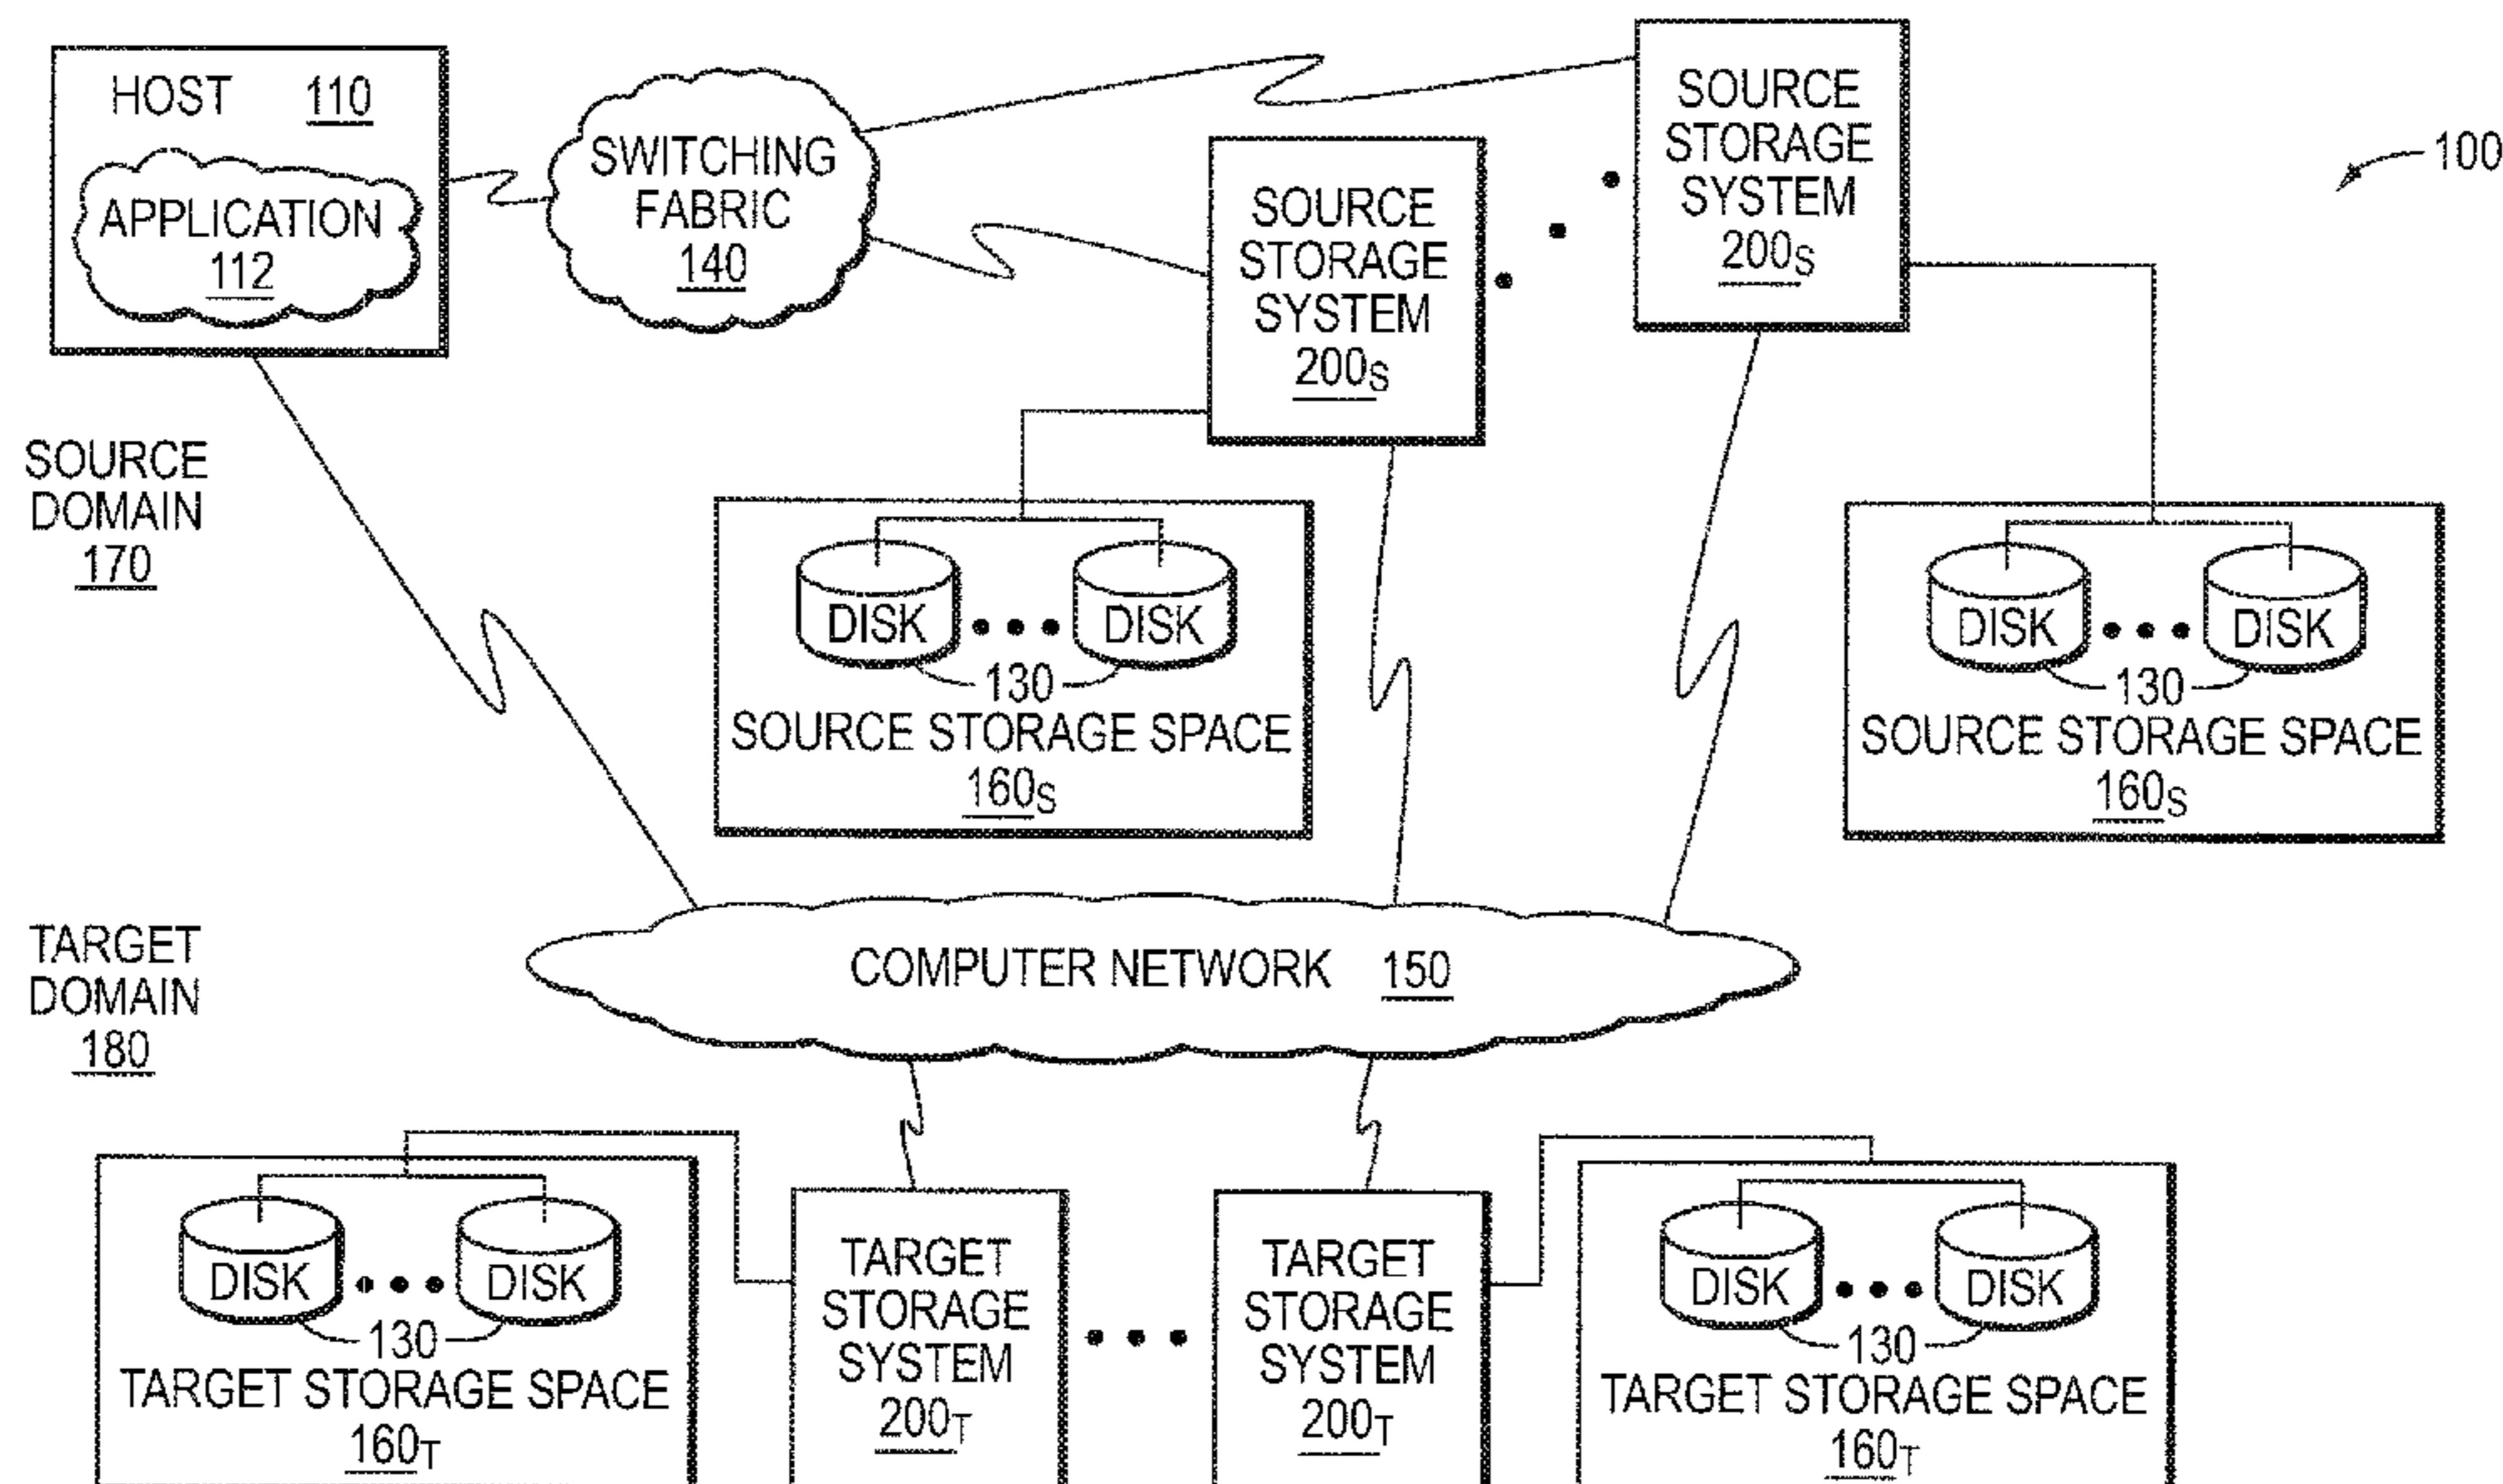 HOST 110
APPLICATION
112
SWITCHING
FABRIC
140
SOURCE
STORAGE
SYSTEM
200S
SOURCE
STORAGE
SYSTEM
200S
100
SOURCE
DOMAIN
170
DISK
DISK
130
SOURCE STORAGE SPACE
160S
DISK
DISK
130
SOURCE STORAGE SPACE
160S
TARGET
DOMAIN
180
COMPUTER NETWORK 150
DISK
DISK
130
TARGET STORAGE SPACE
160T
TARGET
STORAGE
SYSTEM
200T
TARGET
STORAGE
SYSTEM
200T
DISK
DISK
130
TARGET STORAGE SPACE
160T